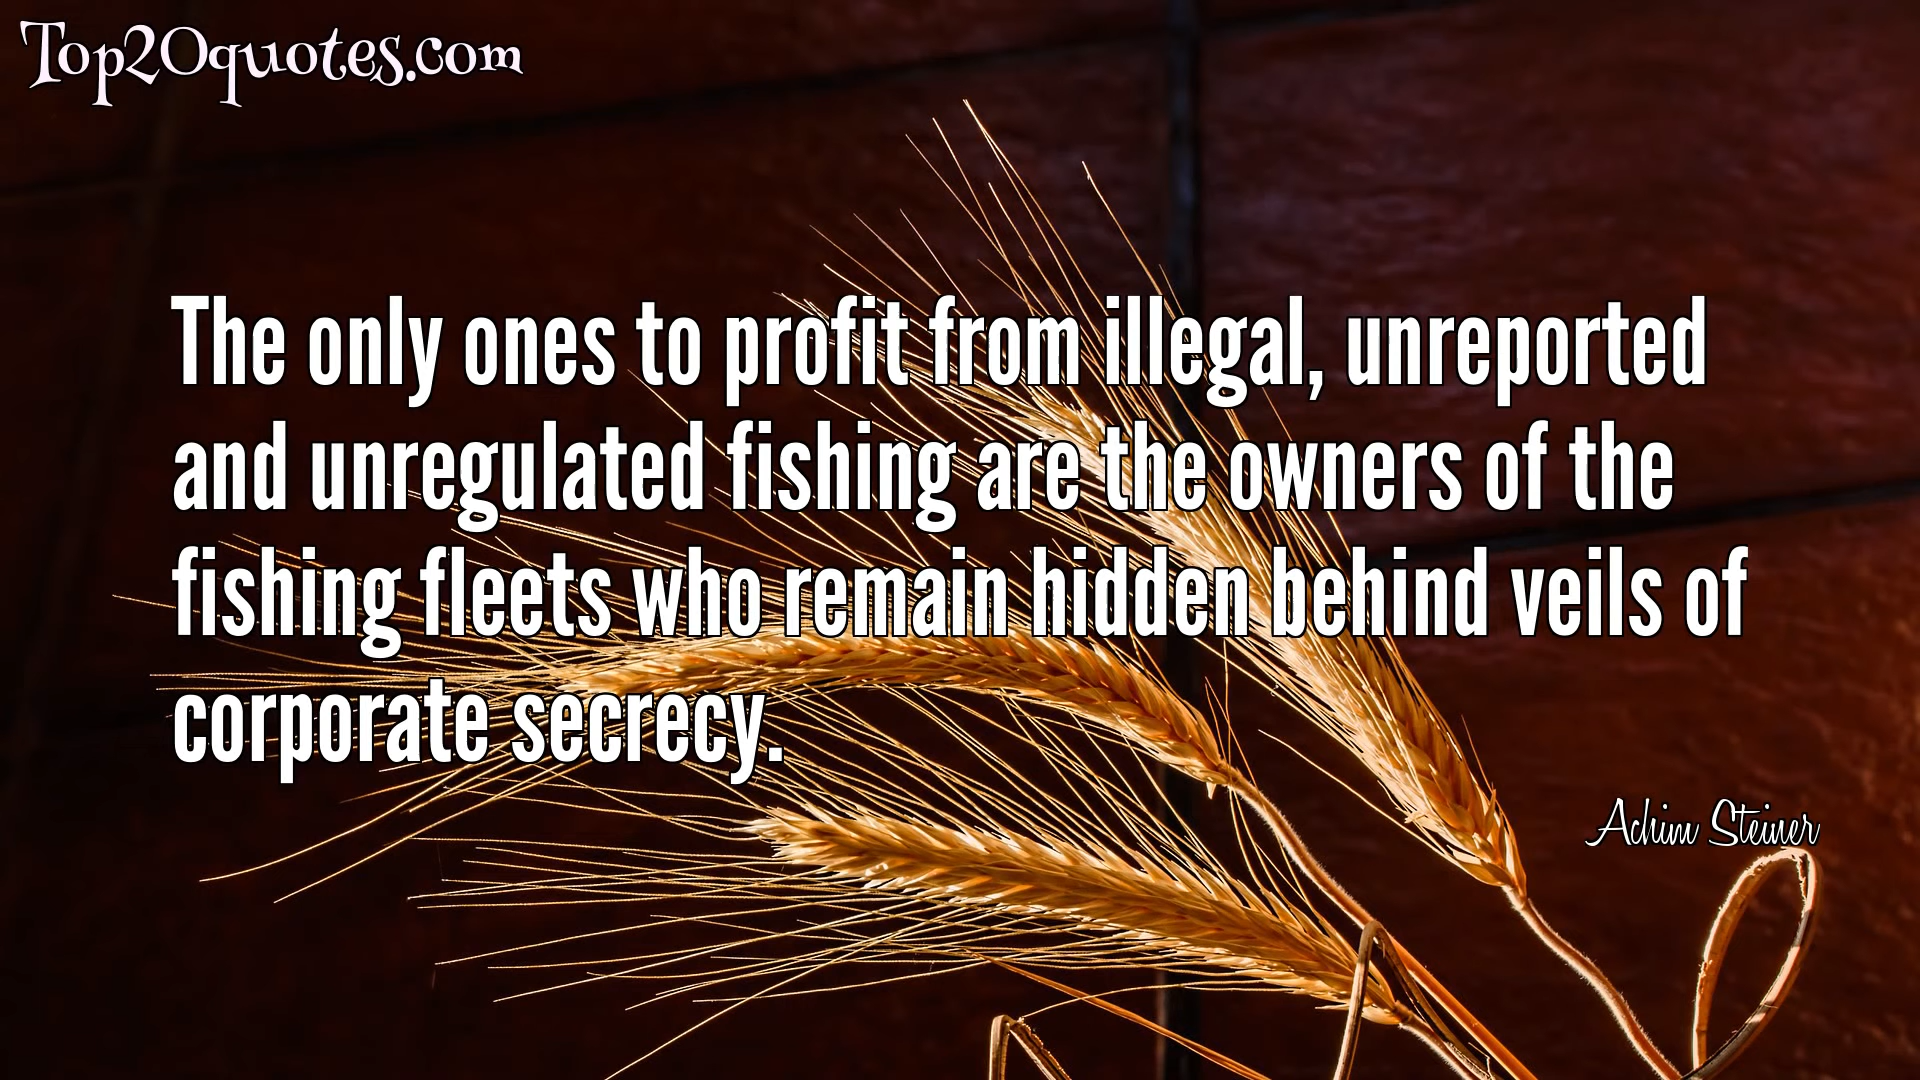 Top20quotes.com
The only ones to profit from illegal, unreported
and unregulated fishing are the owners of the
fishing fleets who remain hidden behind veils of
corporate secrecy.
Achim Steiner